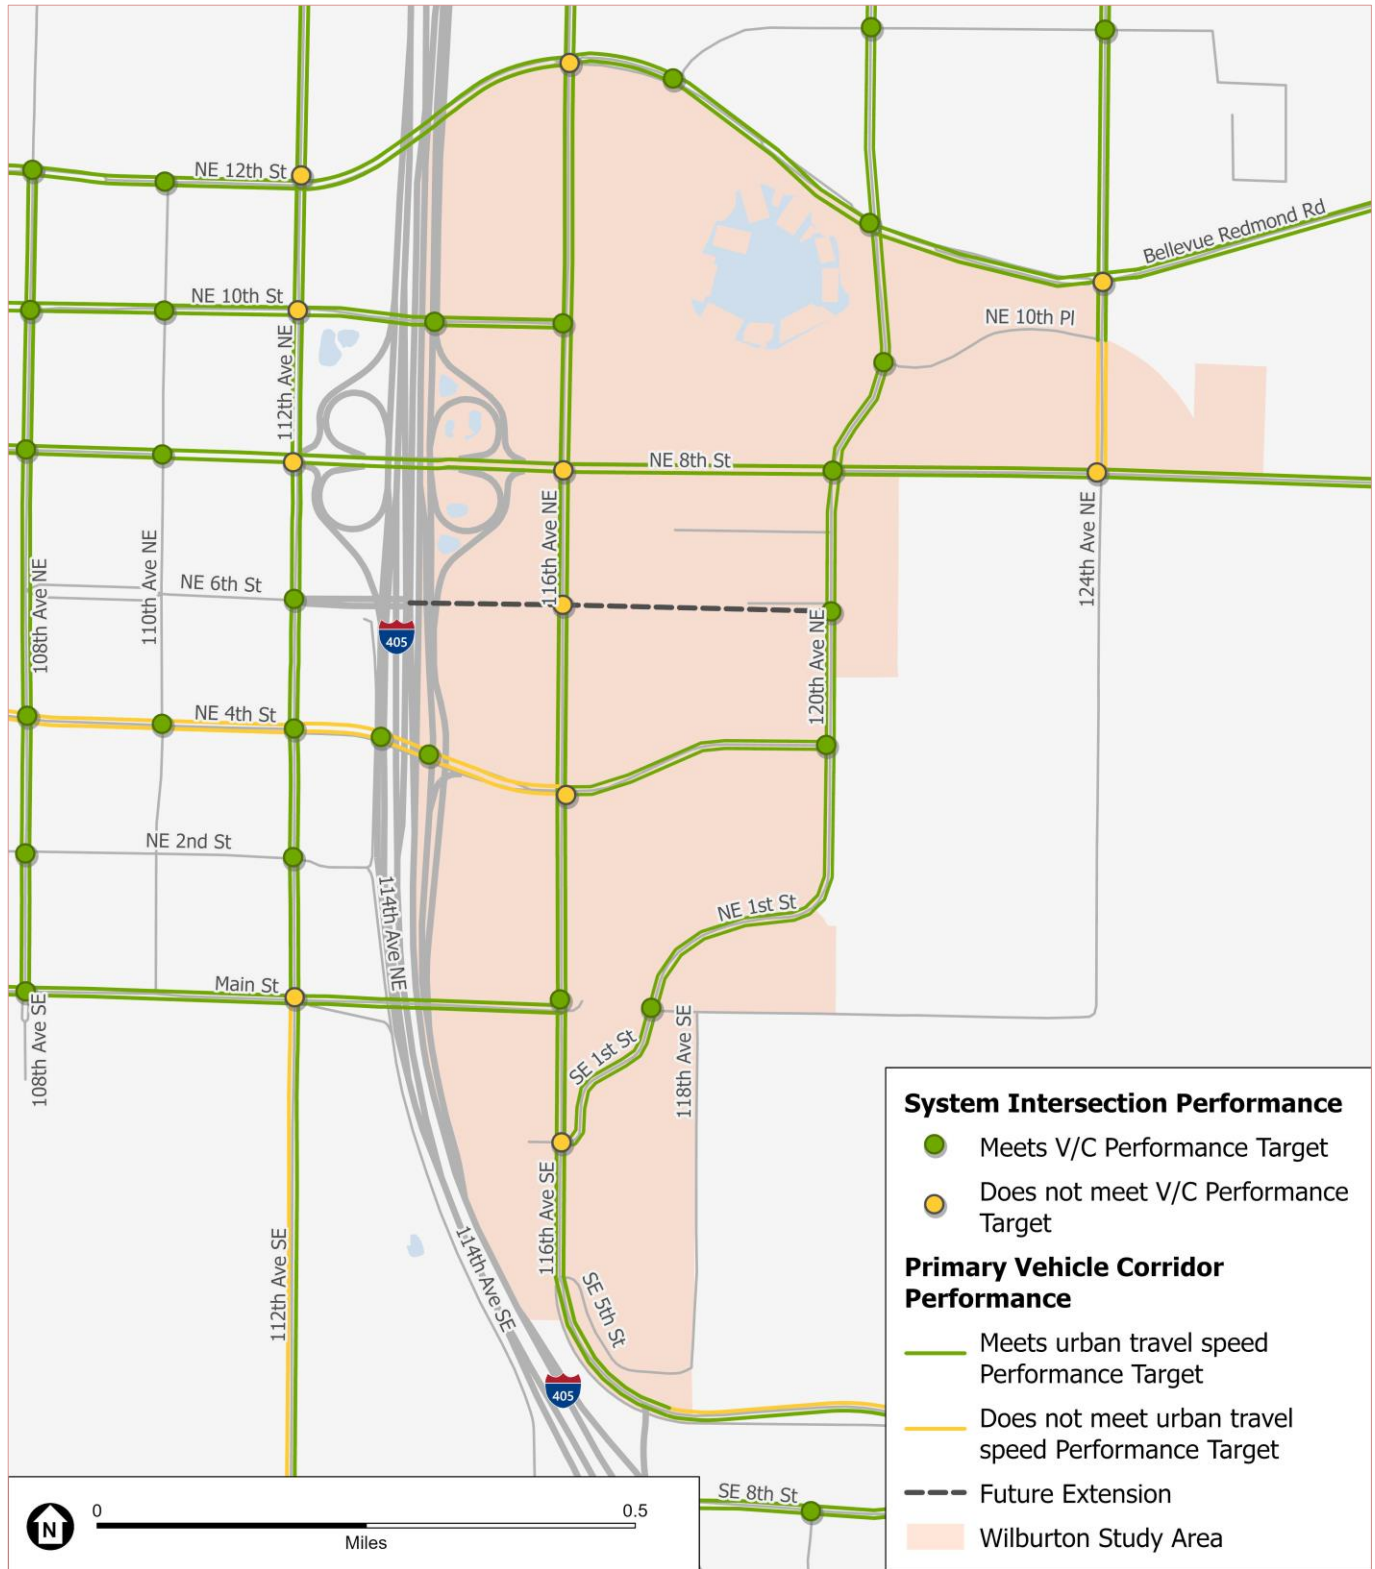 NE 12th St
Bellevue Redmond Rd
NE 10th St
NE 10th Pl
112th Ave NE
NE 8th St
116th Ave NE
124th Ave NE
110th Ave NE
108th Ave NE
NE 6th St
405
120th Ave NE
NE 4th St
NE 2nd St
114th Ave NE
NE 1st St
Main St
108th Ave SE
SE 1st St
118th Ave SE
116th Ave SE
112th Ave SE
114th Ave SE
SE 5th St
405
SE 8th St
System Intersection Performance
Meets V/C Performance Target
Does not meet V/C Performance
Target
Primary Vehicle Corridor
Performance
Meets urban travel speed
Performance Target
Does not meet urban travel
speed Performance Target
Future Extension
Wilburton Study Area
N
0
0.5
Miles